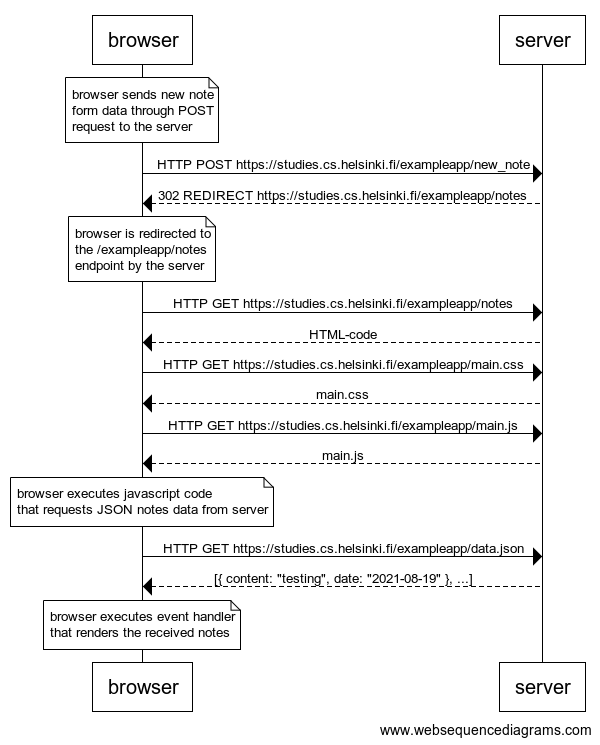 browser
server
browser sends new note
form data through POST
request to the server
HTTP POST https://studies.cs.helsinki.fi/exampleapp/new_note
302 REDIRECT https://studies.cs.helsinki.fi/exampleapp/notes
browser is redirected to
the /exampleapp/notes
endpoint by the server
HTTP GET https://studies.cs.helsinki.fi/exampleapp/notes
HTML-code
HTTP GET https://studies.cs.helsinki.fi/exampleapp/main.css
main.css
HTTP GET https://studies.cs.helsinki.fi/exampleapp/main.js
main.js
browser executes javascript code
that requests JSON notes data from server
HTTP GET https://studies.cs.helsinki.fi/exampleapp/data.json
[{ content: "testing", date: "2021-08-19" }, ...]
browser executes event handler
that renders the received notes
browser
server
www.websequencediagrams.com